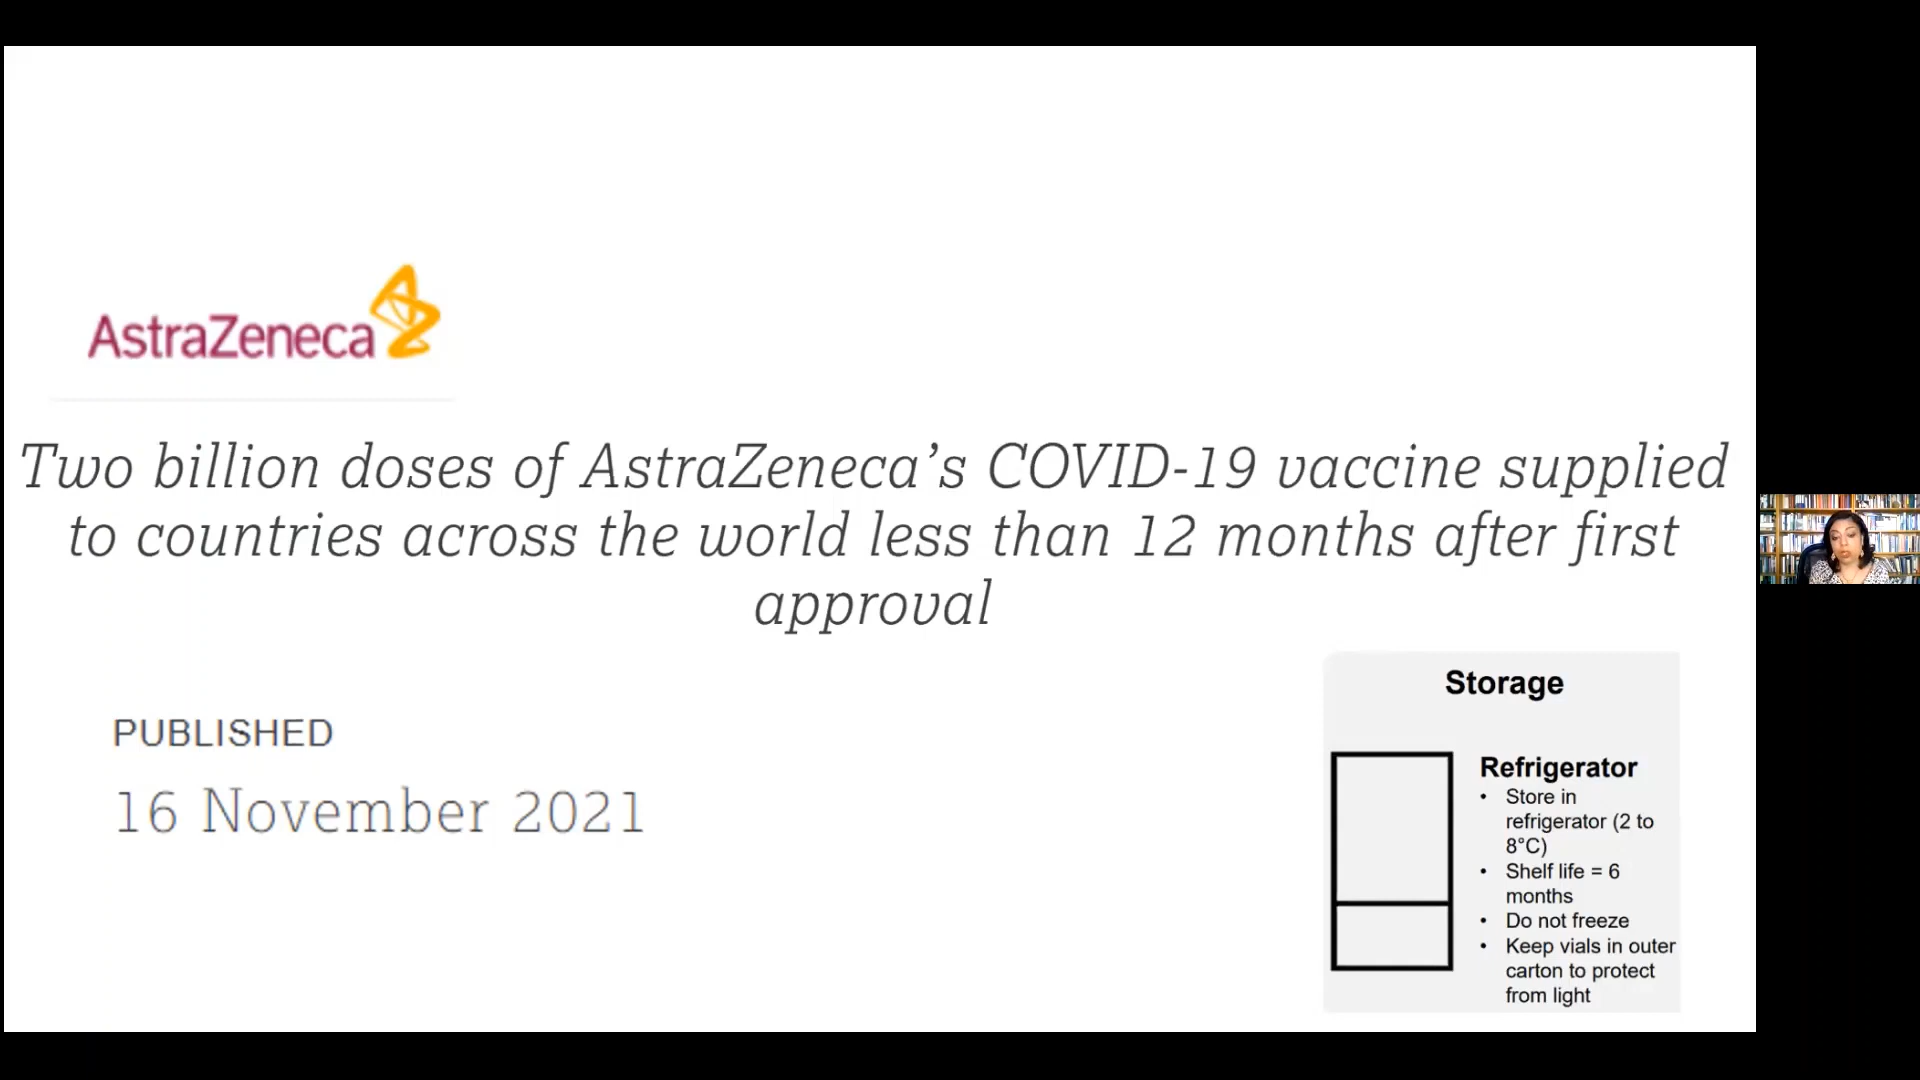 AstraZeneca
Two billion doses of AstraZeneca’s COVID-19 vaccine supplied
to countries across the world less than 12 months after first
approval
PUBLISHED
16 November 2021
Storage
Refrigerator
• Store in
refrigerator (2 to
8°C)
• Shelf life = 6
months
• Do not freeze
• Keep vials in outer
carton to protect
from light